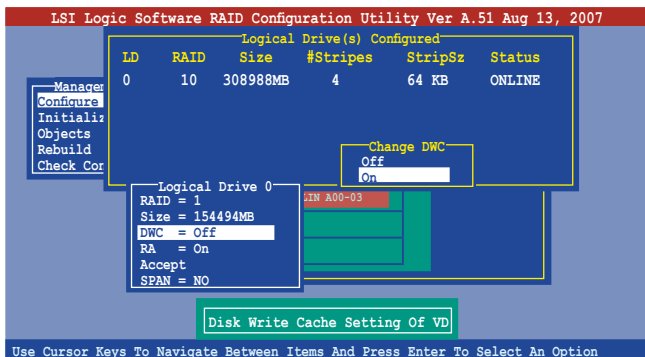 LSI Logic Software RAID Configuration Utility Ver A.51 Aug 13, 2007
Logical Drive(s) Configured
LD RAID Size #Stripes StripSz Status
0 10 308988MB 4 64 KB ONLINE
Configure
Initializ
Objects
Rebuild
Change DWC
Off
On
Logical Drive 0
RAID = 1
Size = 154494MB
DWC = Off
RA = On
Accept
SPAN = NO
A00-03
Disk Write Cache Setting Of VD
Use Cursor Keys To Navigate Between Items And Press Enter To Select An Option